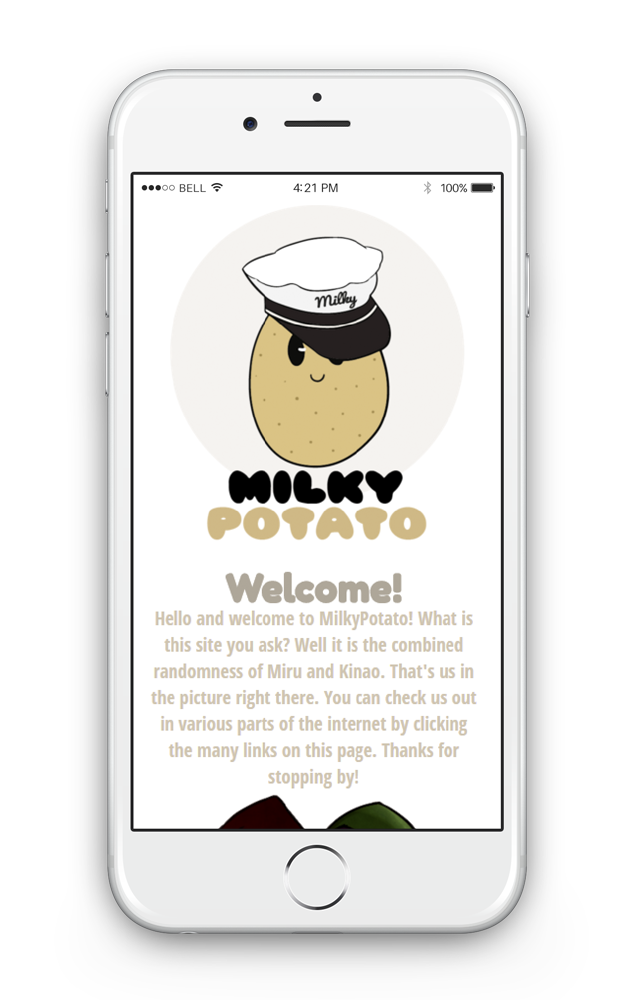 BELL 4:21 PM 100%
Milky
MILKY
POTATO
Welcome!
Hello and welcome to MilkyPotato! What is
this site you ask? Well it is the combined
randomness of Miru and Kinao. That's us in
the picture right there. You can check us out
in various parts of the internet by clicking
the many links on this page. Thanks for
stopping by!